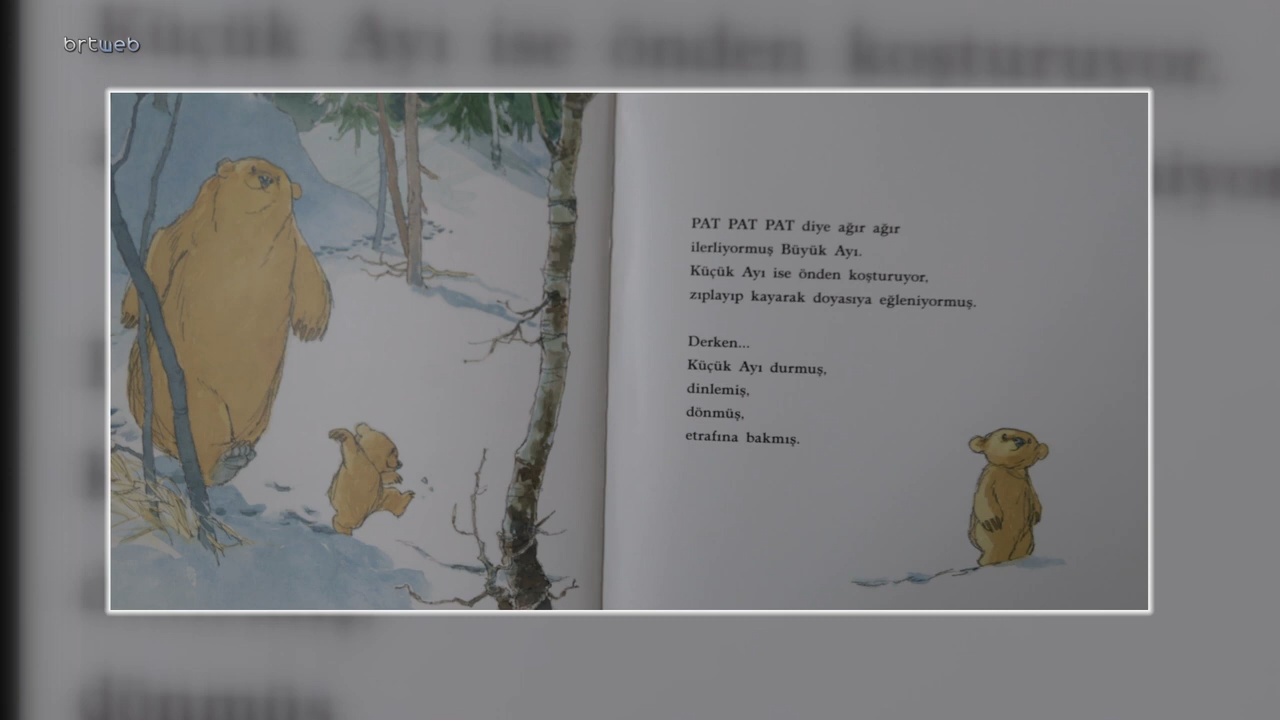 brtweb
PAT PAT PAT diye ağır ağır
ilerliyormuş Büyük Ayı.
Küçük Ayı ise önden koşturuyor,
zıplayıp kayarak doyasıya eğleniyormuş.
Derken...
Küçük Ayı durmuş,
dinlemiş,
dönmüş,
etrafına bakmış.